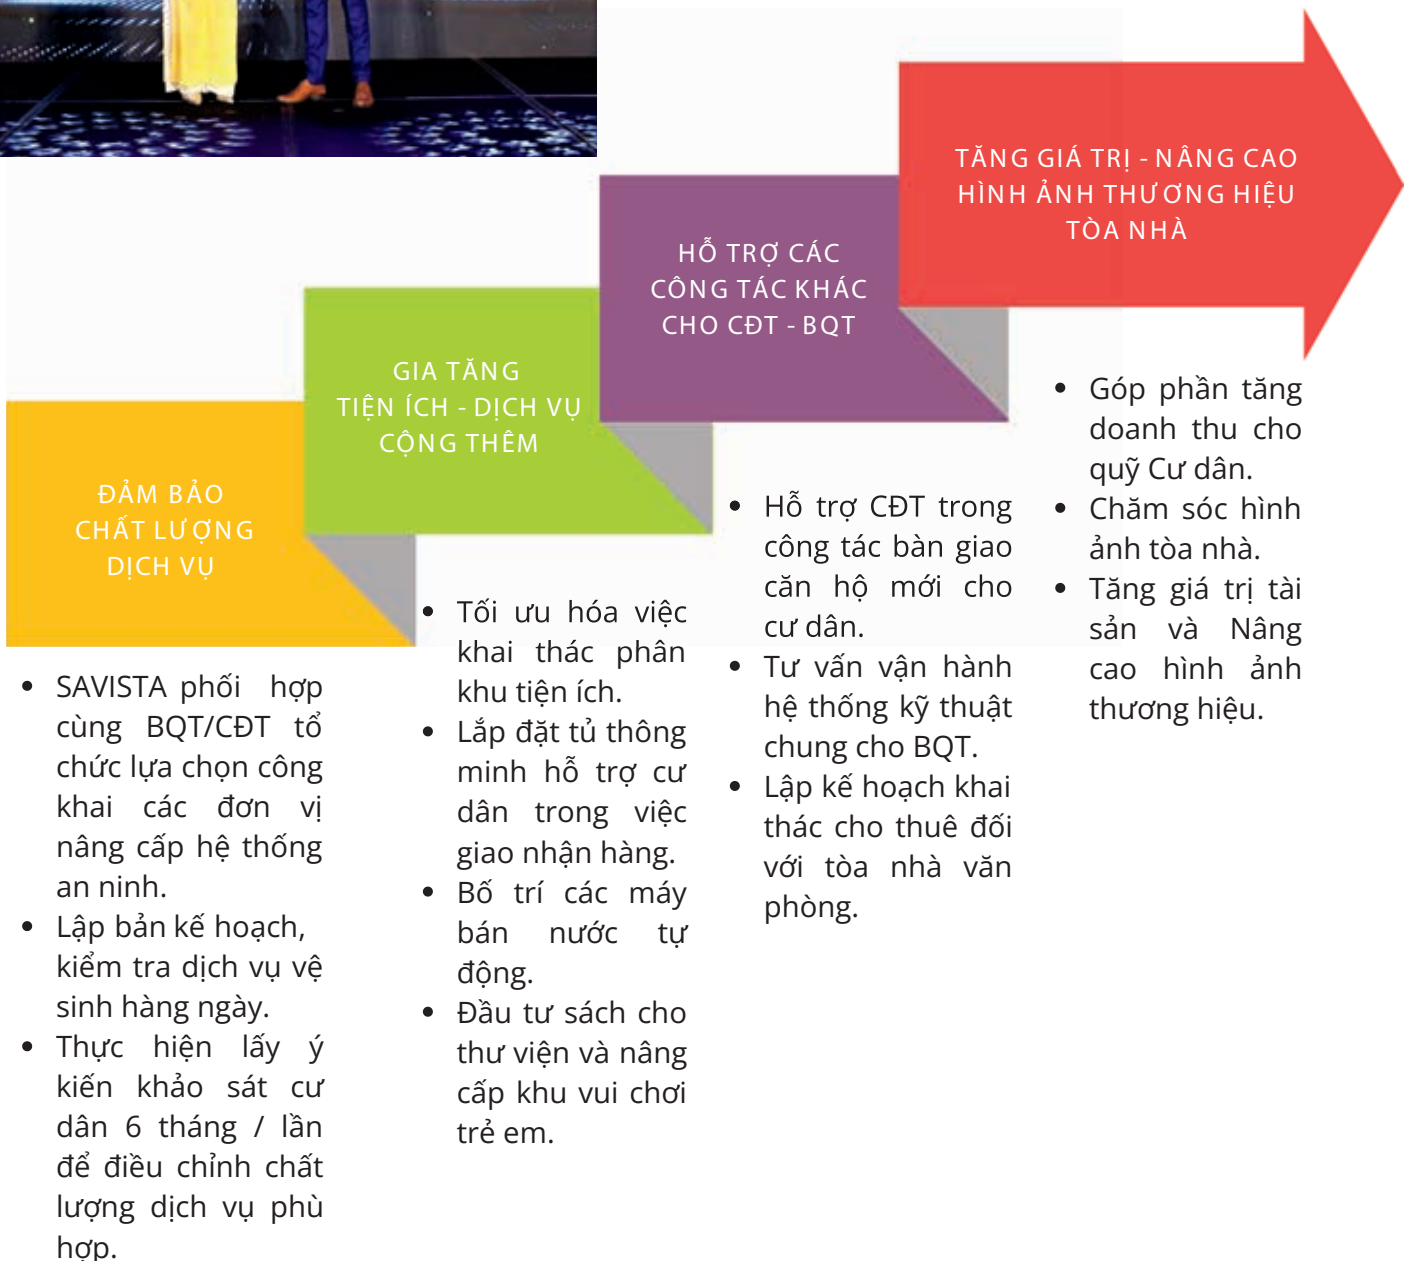 TĂNG GIÁ TRỊ - NÂNG CAO
HÌNH ẢNH THƯƠNG HIỆU
TÒA NHÀ
HỖ TRỢ CÁC
CÔNG TÁC KHÁC
CHO CĐT - BQT
GIA TĂNG
TIỆN ÍCH - DỊCH VỤ
CỘNG THÊM
ĐẢM BẢO
CHẤT LƯỢNG
DỊCH VỤ
• SAVISTA phối hợp
cùng BQT/CĐT tổ
chức lựa chọn công
khai các đơn vị
nâng cấp hệ thống
an ninh.
• Lập bản kế hoạch,
kiểm tra dịch vụ vệ
sinh hàng ngày.
• Thực hiện lấy ý
kiến khảo sát cư
dân 6 tháng / lần
để điều chỉnh chất
lượng dịch vụ phù
hợp.
• Tối ưu hóa việc
khai thác phân
khu tiện ích.
• Lắp đặt tủ thông
minh hỗ trợ cư
dân trong việc
giao nhận hàng.
• Bố trí các máy
bán nước tự
động.
• Đầu tư sách cho
thư viện và nâng
cấp khu vui chơi
trẻ em.
• Hỗ trợ CĐT trong
công tác bàn giao
căn hộ mới cho
cư dân.
• Tư vấn vận hành
hệ thống kỹ thuật
chung cho BQT.
• Lập kế hoạch khai
thác cho thuê đối
với tòa nhà văn
phòng.
• Góp phần tăng
doanh thu cho
quỹ Cư dân.
• Chăm sóc hình
ảnh tòa nhà.
• Tăng giá trị tài
sản và Nâng
cao hình ảnh
thương hiệu.